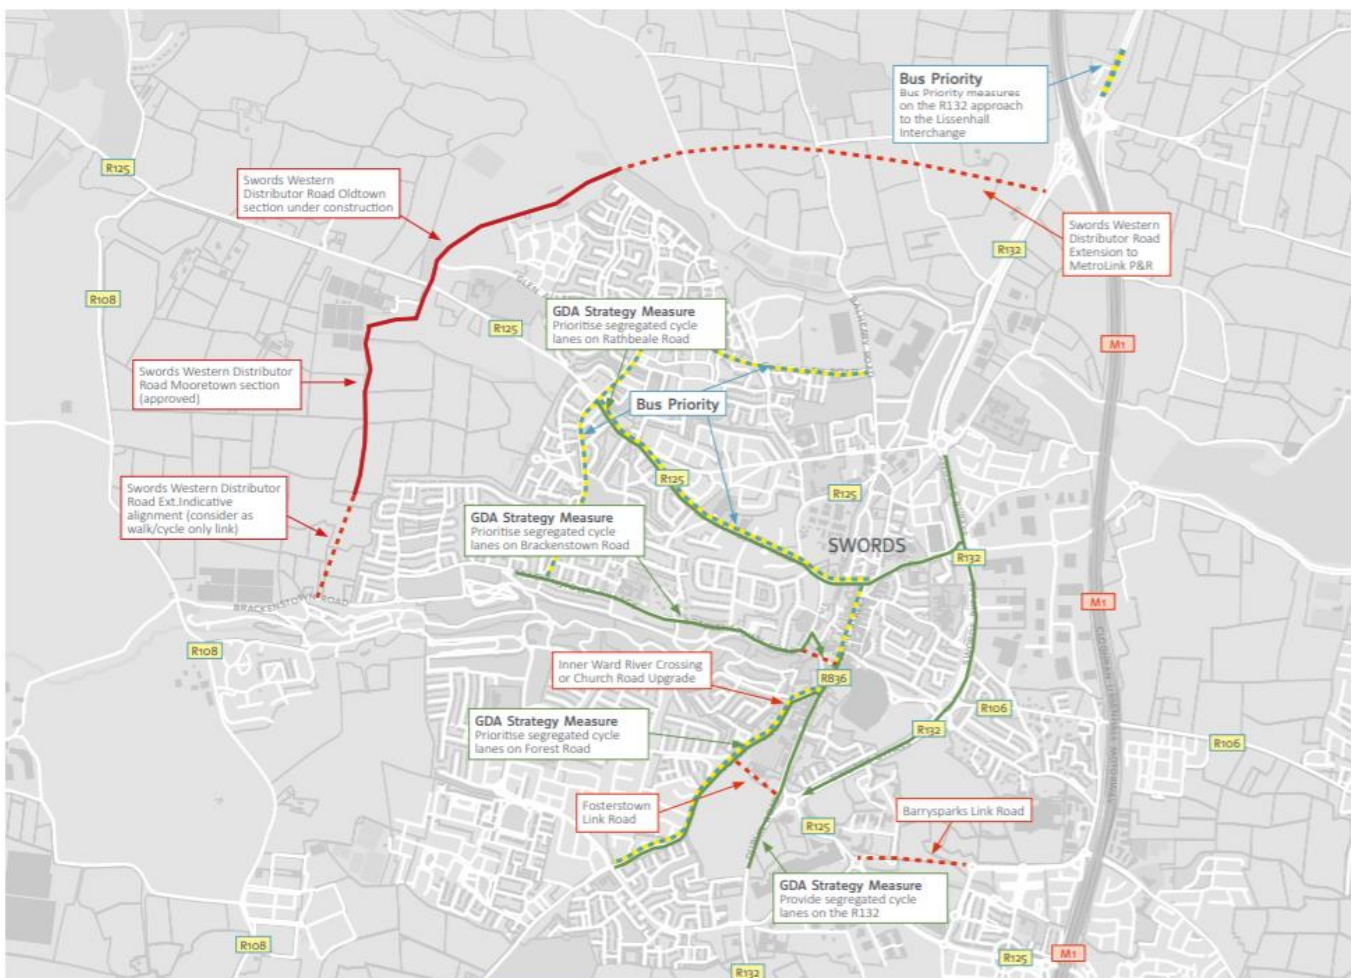 Bus Priority
Bus Priority measures
on the R132 approach
to the Lissenhall
Interchange
R125
Swords Western
Distributor Road Oldtown
section under construction
Swords Western
Distributor Road
Extension to
MetroLink P&R
R132
R108
GDA Strategy Measure
Prioritise segregated cycle
lanes on Rathbeale Road
R125
M1
Swords Western Distributor
Road Mooretown section
(approved)
Bus Priority
R125
R125
Swords Western Distributor
Road Ext.Indicative
alignment (consider as
walk/cycle only link)
GDA Strategy Measure
Prioritise segregated cycle
lanes on Brackenstown Road
SWORDS
R132
M1
BRACKENSTOWN ROAD
R108
Inner Ward River Crossing
or Church Road Upgrade
R836
GDA Strategy Measure
Prioritise segregated cycle
lanes on Forest Road
R106
R132
R106
Fosterstown
Link Road
R125
Barrysparks Link Road
GDA Strategy Measure
Provide segregated cycle
lanes on the R132
R108
R132
R125
M1